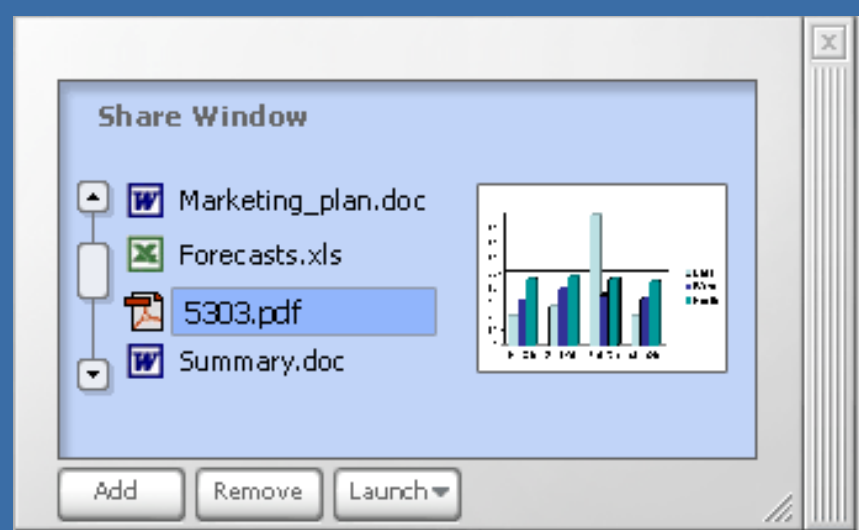 x
Share Window
W Marketing_plan.doc
X Forecasts.xls
5303.pdf
W Summary.doc
Add Remove Launch